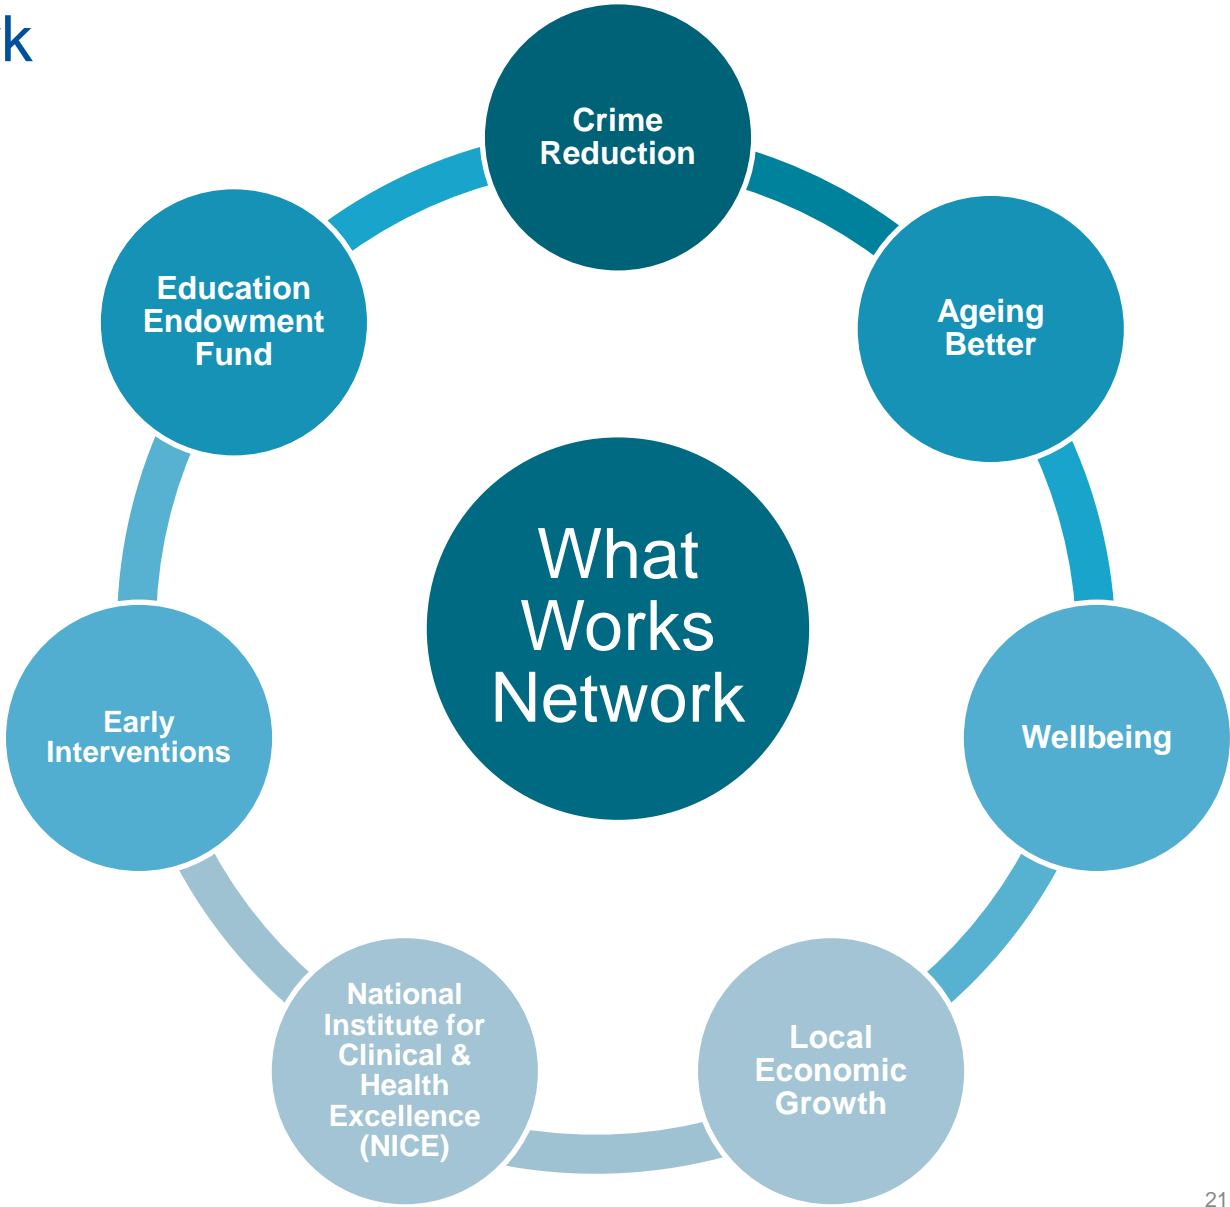 k
Crime
Reduction
Education
Endowment
Fund
Ageing
Better
What
Works
Network
Early
Interventions
Wellbeing
National
Institute for
Clinical &
Health
Excellence
(NICE)
Local
Economic
Growth
21